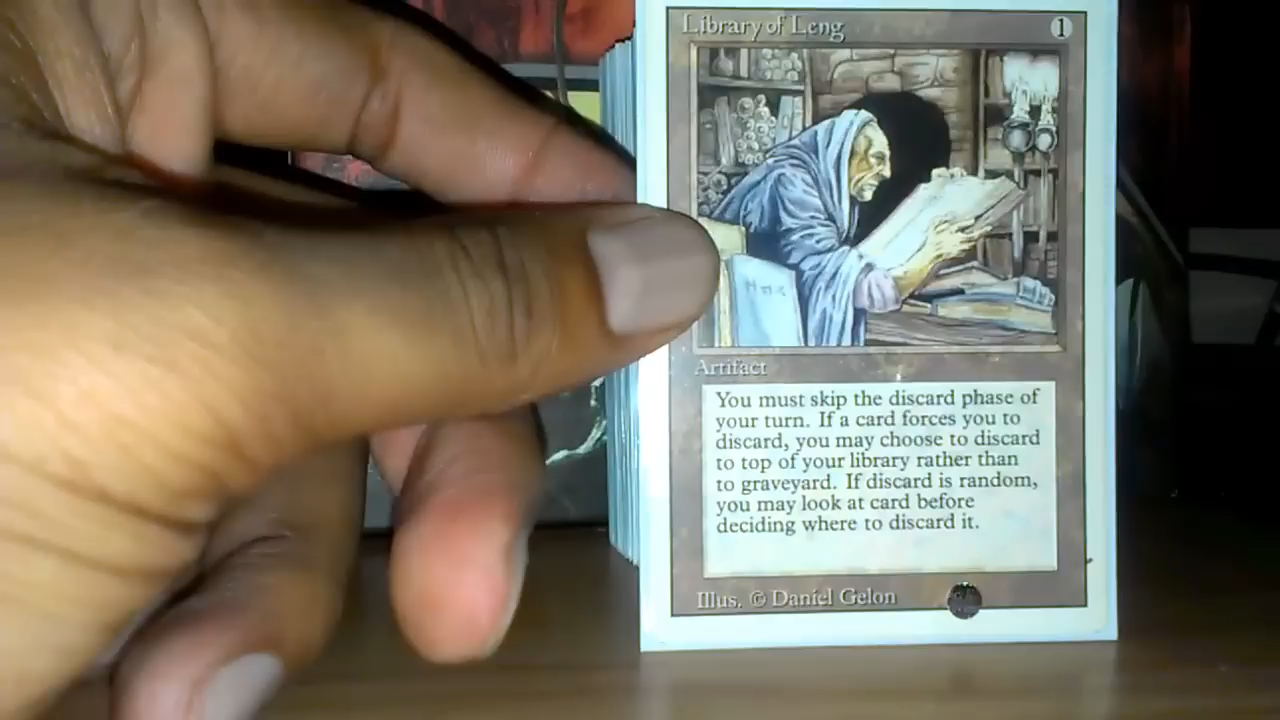 Library of Leng 1
Artifact
You must skip the discard phase of
your turn. If a card forces you to
discard, you may choose to discard
to top of your library rather than
to graveyard. If discard is random,
you may look at card before
deciding where to discard it.
Illus. © Daniel Gelon